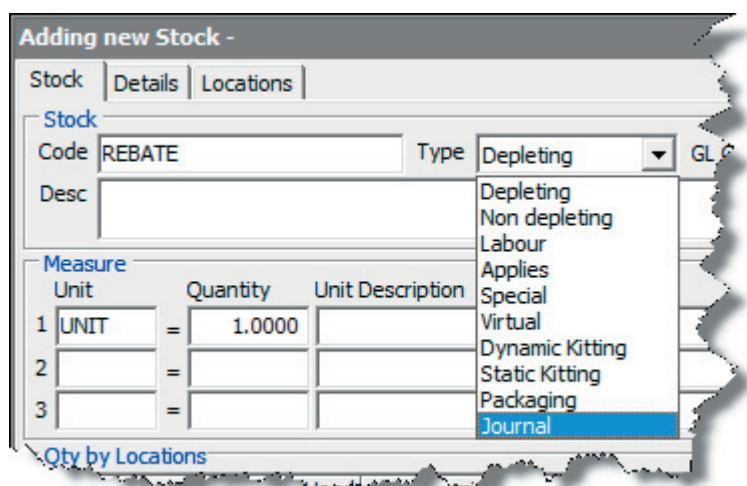 Adding new Stock -
Stock Details Locations
Stock
Code REBATE Type Depleting GL
Desc
Depleting
Non depleting
Labour
Applies
Special
Virtual
Dynamic Kitting
Static Kitting
Packaging
Journal
Measure
Unit Quantity Unit Description
1 UNIT = 1.0000
2 =
3 =
Qty by Locations